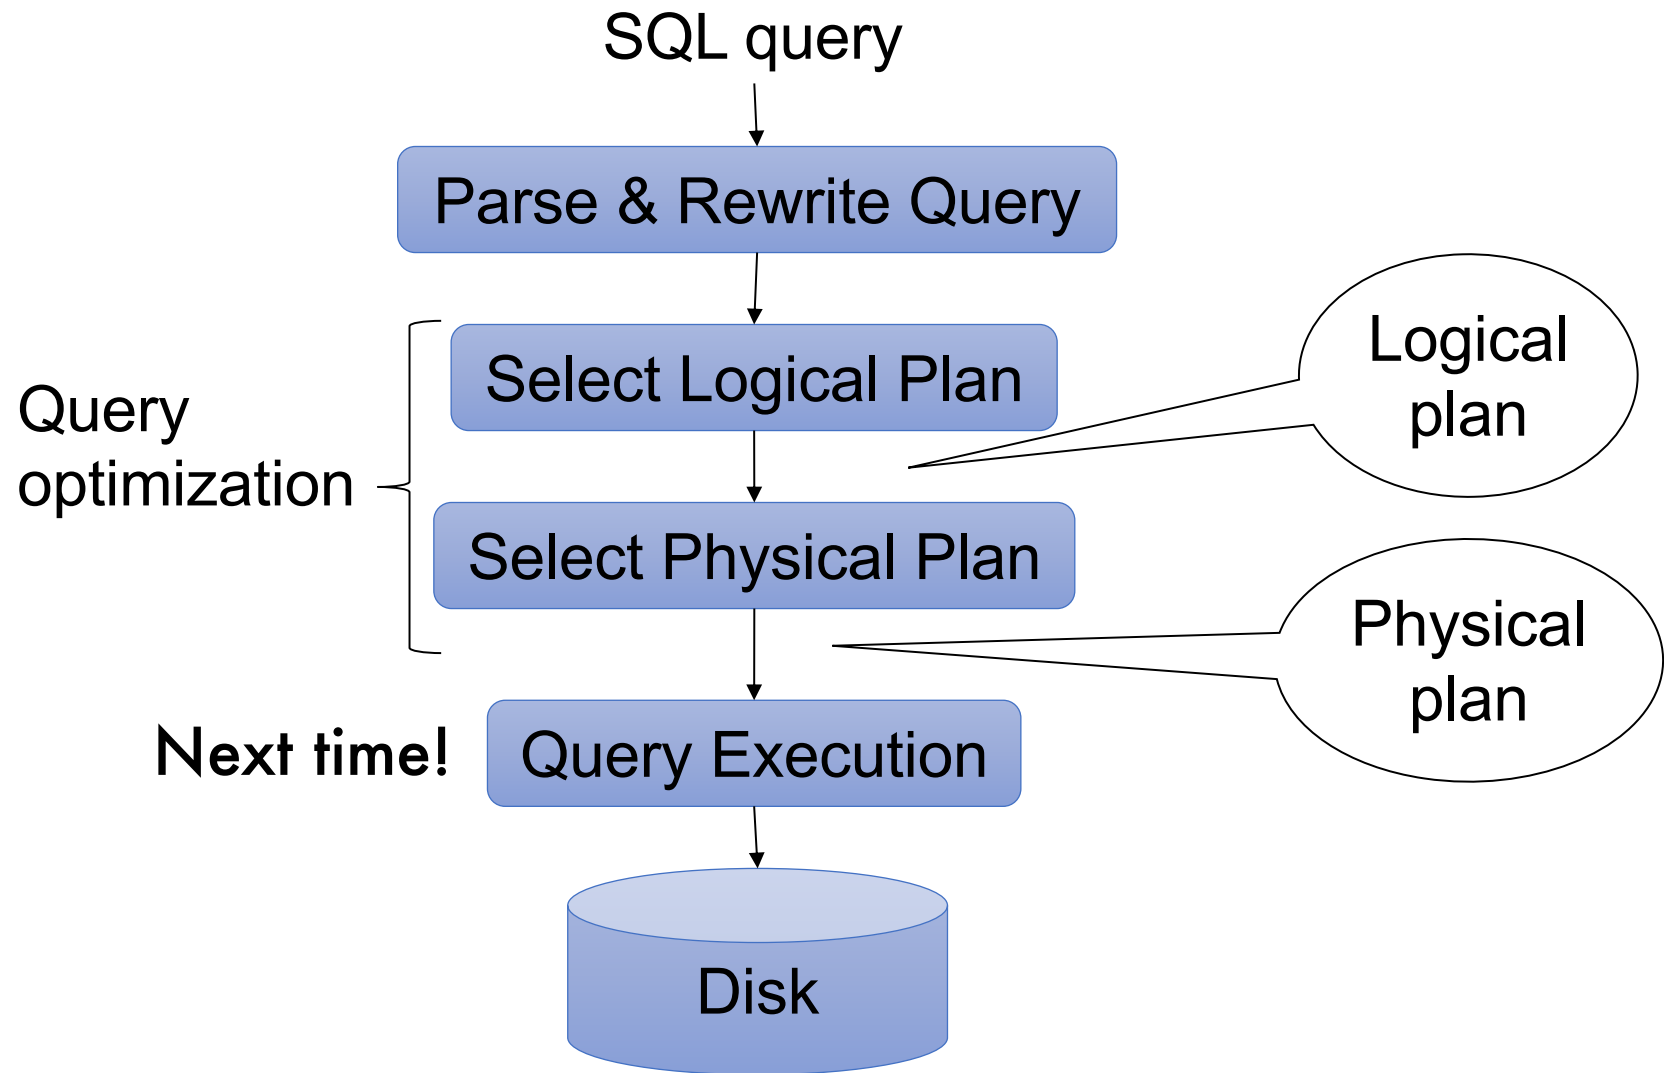 SQL query
Parse & Rewrite Query
Select Logical Plan
Logical
plan
Query
optimization
Select Physical Plan
Physical
plan
Next time!
Query Execution
Disk